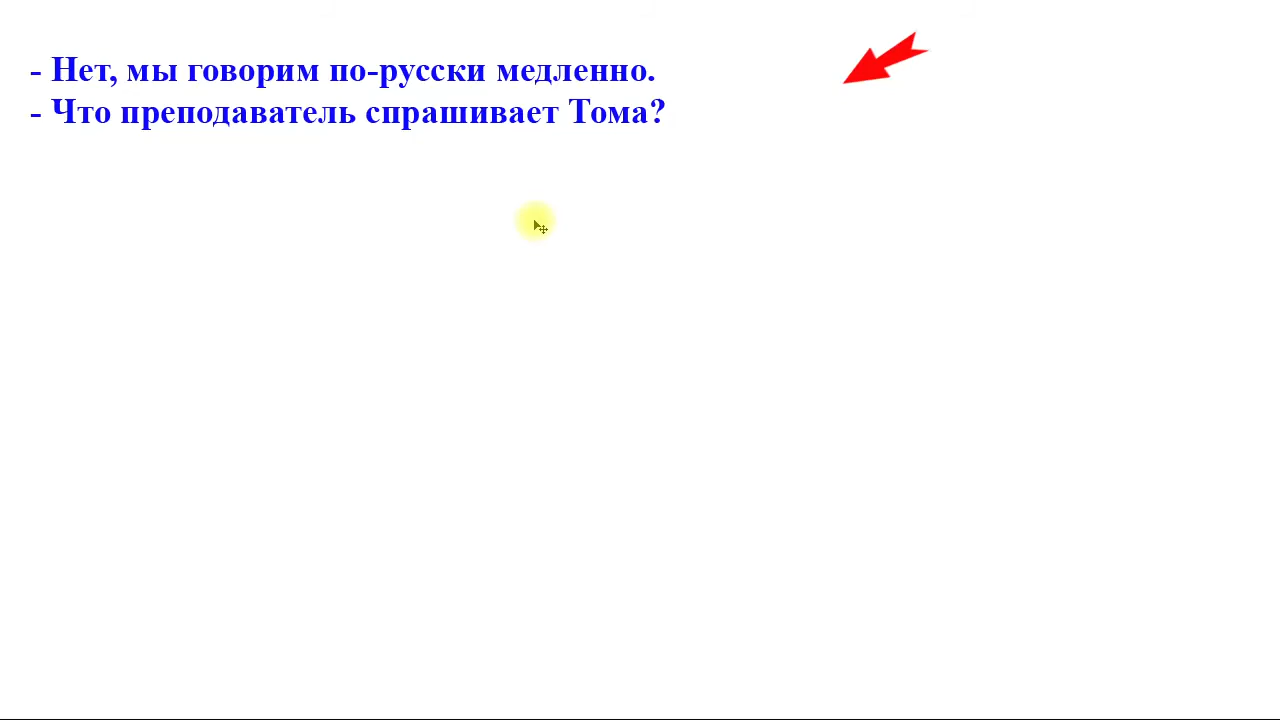 - Нет, мы говорим по-русски медленно.
- Что преподаватель спрашивает Тома?